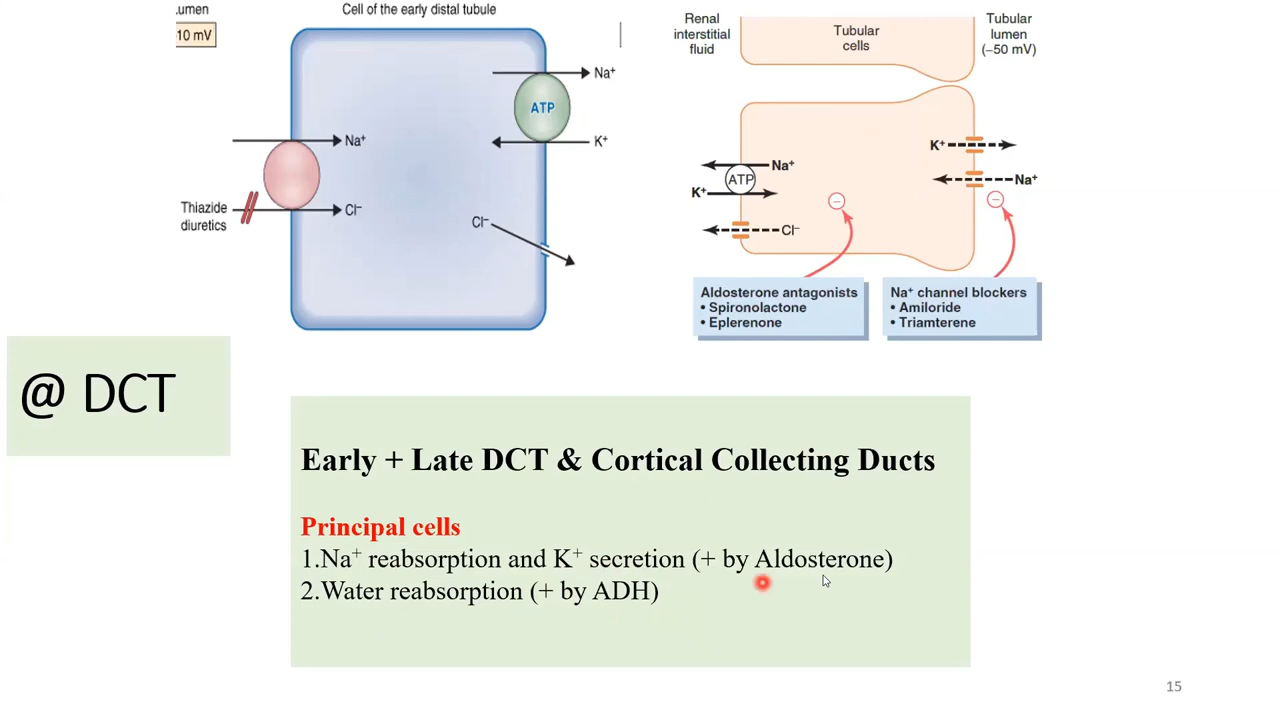 .umen
10 mV
Cell of the early distal tubule
Na⁺
ATP
K⁺
Na⁺
Thiazide
diuretics
Cl⁻
Cl⁻
Renal
interstitial
fluid
Tubular
cells
Tubular
lumen
(−50 mV)
K⁺
Na⁺
ATP
Na⁺
K⁺
Cl⁻
−
−
Aldosterone antagonists
• Spironolactone
• Eplerenone
Na⁺ channel blockers
• Amiloride
• Triamterene
@ DCT
Early + Late DCT & Cortical Collecting Ducts
Principal cells
1.Na⁺ reabsorption and K⁺ secretion (+ by Aldosterone)
2.Water reabsorption (+ by ADH)
15